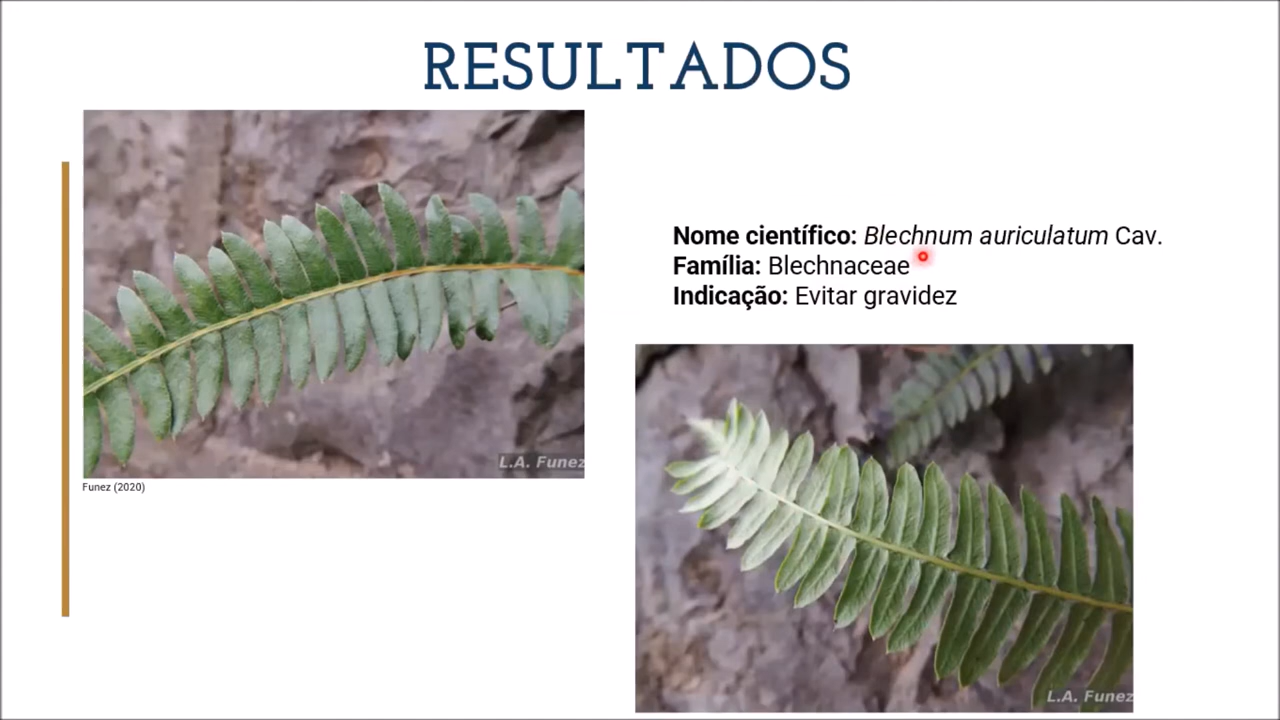 RESULTADOS
Nome científico: Blechnum auriculatum Cav.
Família: Blechnaceae
Indicação: Evitar gravidez
L.A. Funez
Funez (2020)
L.A. Funez